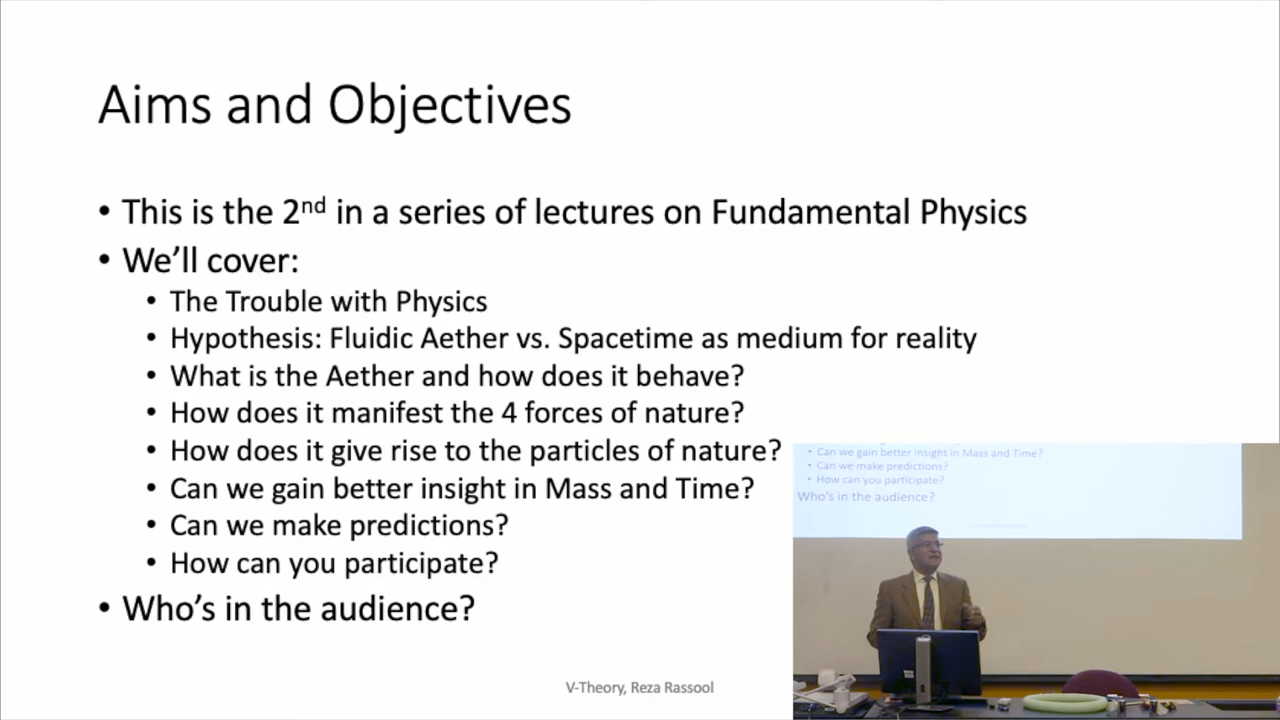 Aims and Objectives
• This is the 2nd in a series of lectures on Fundamental Physics
• We'll cover:
• The Trouble with Physics
• Hypothesis: Fluidic Aether vs. Spacetime as medium for reality
• What is the Aether and how does it behave?
• How does it manifest the 4 forces of nature?
• How does it give rise to the particles of nature?
• Can we gain better insight in Mass and Time?
• Can we make predictions?
• How can you participate?
• Who's in the audience?
V-Theory, Reza Rassool
• Can we gain better insight in Mass and Time?
• Can we make predictions?
• How can you participate?
Who's in the audience?